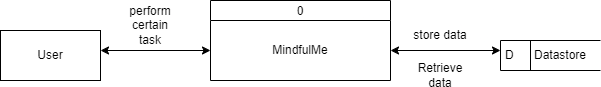 perform
certain
task
0
User
MindfulMe
store data
Retrieve
data
D Datastore